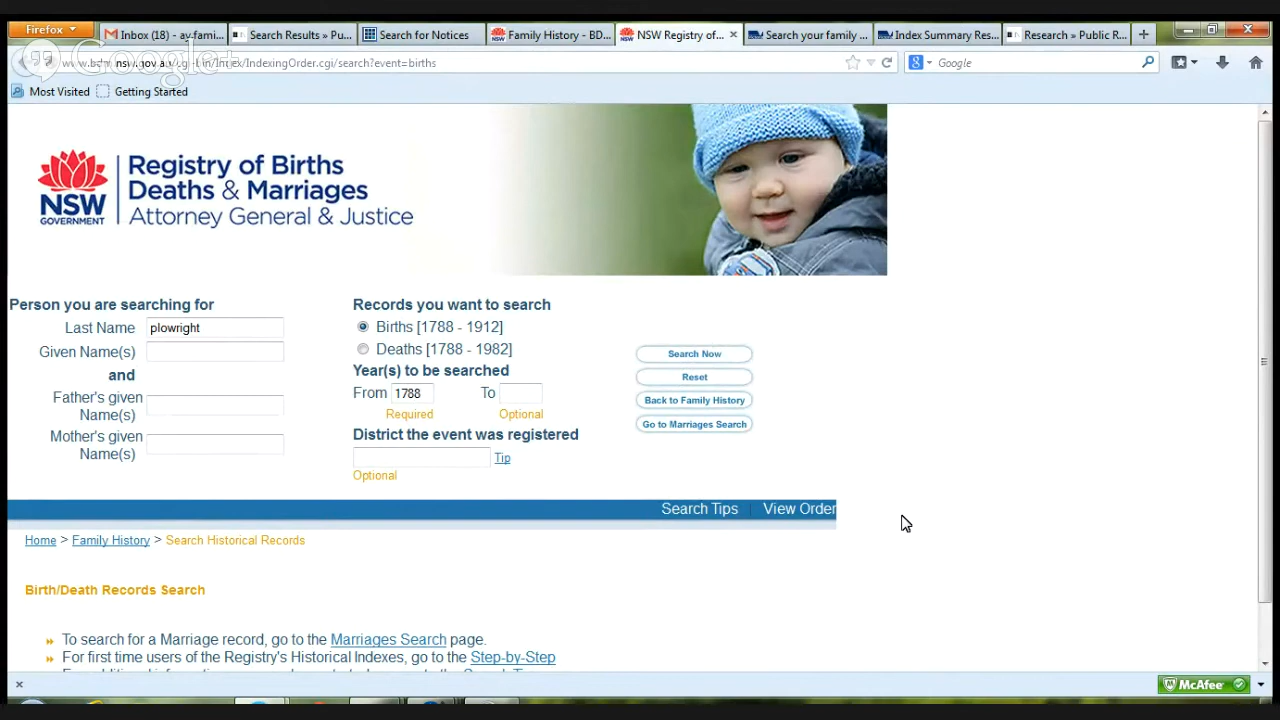 Firefox
Inbox (18) - ay-fami...
Search Results » Pu...
Search for Notices
Family History - BD...
NSW Registry of...
Search your family ...
Index Summary Res...
Research » Public R...
Google+
/Index/IndexingOrder.cgi/search?event=births
Google
Most Visited
Getting Started
NSW
GOVERNMENT
Registry of Births
Deaths & Marriages
Attorney General & Justice
Person you are searching for
Last Name
plowright
Given Name(s)
and
Father's given
Name(s)
Mother's given
Name(s)
Records you want to search
Births [1788 - 1912]
Deaths [1788 - 1982]
Year(s) to be searched
From 1788 To
Required Optional
District the event was registered
Tip
Optional
Search Now
Reset
Back to Family History
Go to Marriages Search
Search Tips | View Order
Home > Family History > Search Historical Records
Birth/Death Records Search
To search for a Marriage record, go to the Marriages Search page.
For first time users of the Registry's Historical Indexes, go to the Step-by-Step
McAfee